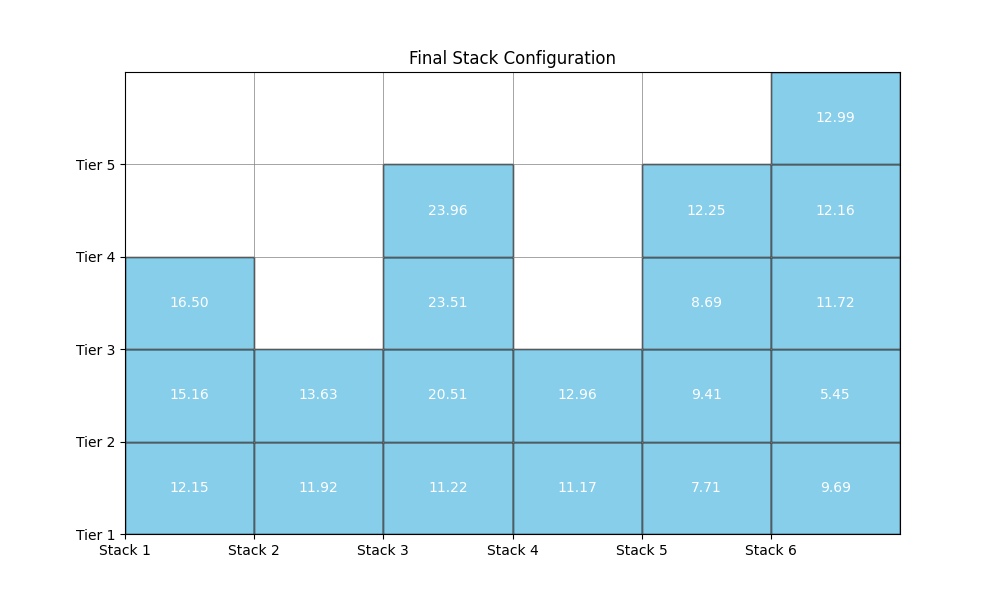 Final Stack Configuration
12.99
Tier 5
23.96 12.25 12.16
Tier 4
16.50 23.51 8.69 11.72
Tier 3
15.16 13.63 20.51 12.96 9.41 5.45
Tier 2
12.15 11.92 11.22 11.17 7.71 9.69
Tier 1
Stack 1 Stack 2 Stack 3 Stack 4 Stack 5 Stack 6